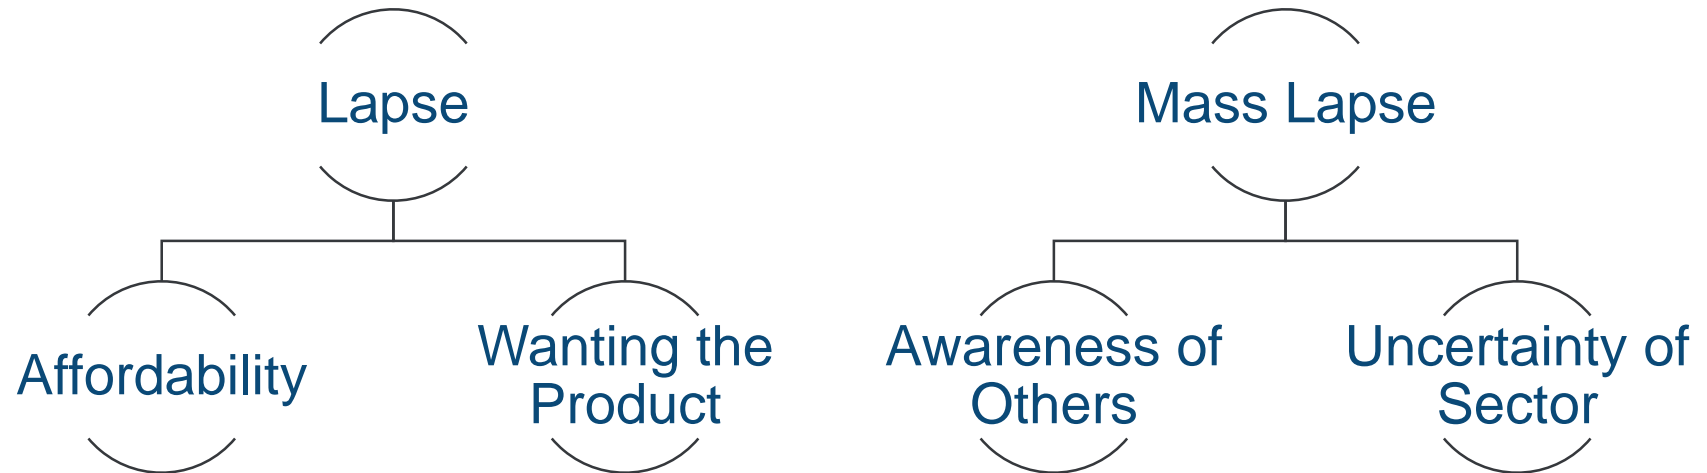 Lapse
Mass Lapse
Affordability
Wanting the
Product
Awareness of
Others
Uncertainty of
Sector